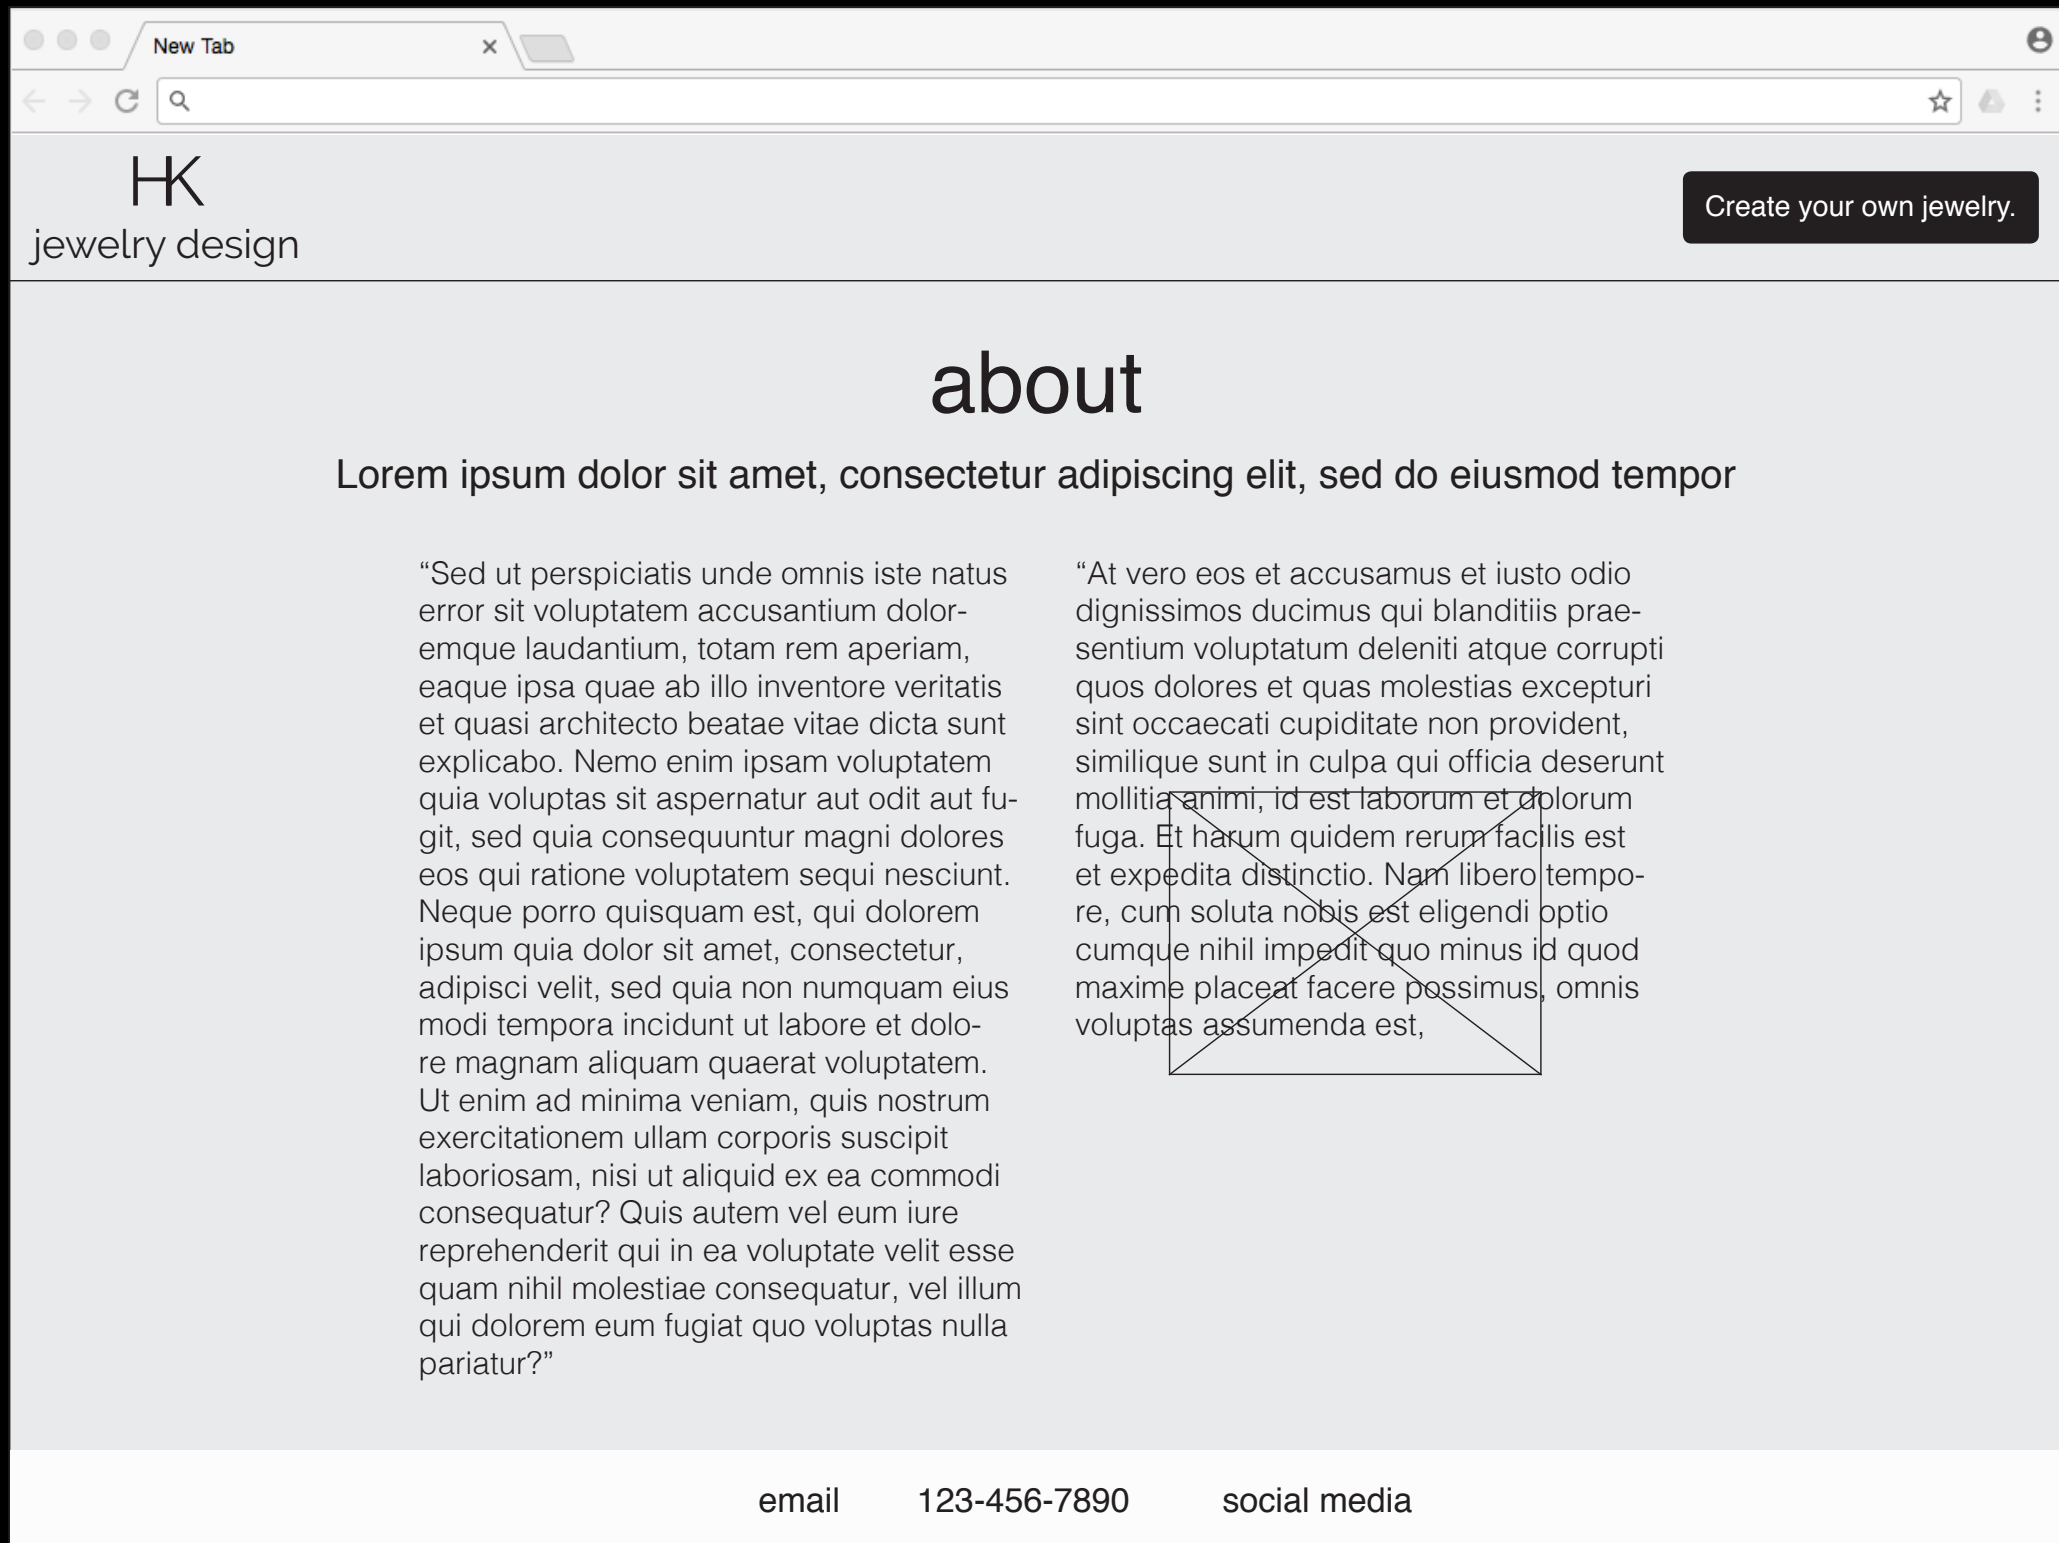 New Tab
HK
jewelry design
Create your own jewelry.
about
Lorem ipsum dolor sit amet, consectetur adipiscing elit, sed do eiusmod tempor
“Sed ut perspiciatis unde omnis iste natus
error sit voluptatem accusantium dolor-
emque laudantium, totam rem aperiam,
eaque ipsa quae ab illo inventore veritatis
et quasi architecto beatae vitae dicta sunt
explicabo. Nemo enim ipsam voluptatem
quia voluptas sit aspernatur aut odit aut fu-
git, sed quia consequuntur magni dolores
eos qui ratione voluptatem sequi nesciunt.
Neque porro quisquam est, qui dolorem
ipsum quia dolor sit amet, consectetur,
adipisci velit, sed quia non numquam eius
modi tempora incidunt ut labore et dolo-
re magnam aliquam quaerat voluptatem.
Ut enim ad minima veniam, quis nostrum
exercitationem ullam corporis suscipit
laboriosam, nisi ut aliquid ex ea commodi
consequatur? Quis autem vel eum iure
reprehenderit qui in ea voluptate velit esse
quam nihil molestiae consequatur, vel illum
qui dolorem eum fugiat quo voluptas nulla
pariatur?”
“At vero eos et accusamus et iusto odio
dignissimos ducimus qui blanditiis prae-
sentium voluptatum deleniti atque corrupti
quos dolores et quas molestias excepturi
sint occaecati cupiditate non provident,
similique sunt in culpa qui officia deserunt
mollitia animi, id est laborum et dolorum
fuga. Et harum quidem rerum facilis est
et expedita distinctio. Nam libero tempo-
re, cum soluta nobis est eligendi optio
cumque nihil impedit quo minus id quod
maxime placeat facere possimus, omnis
voluptas assumenda est,
email 123-456-7890 social media